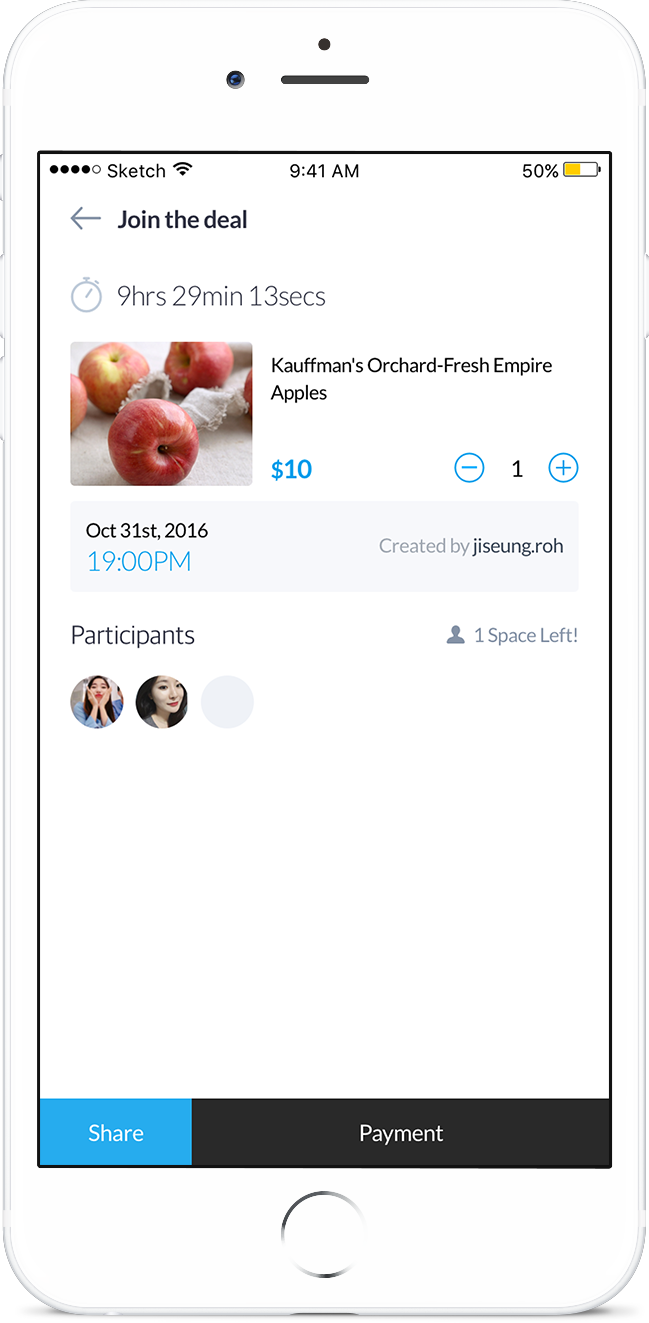 Sketch 9:41 AM 50%
Join the deal
9hrs 29min 13secs
Kauffman's Orchard-Fresh Empire
Apples
$10 1
Oct 31st, 2016
19:00PM
Created by jiseung.roh
Participants 1 Space Left!
Share Payment